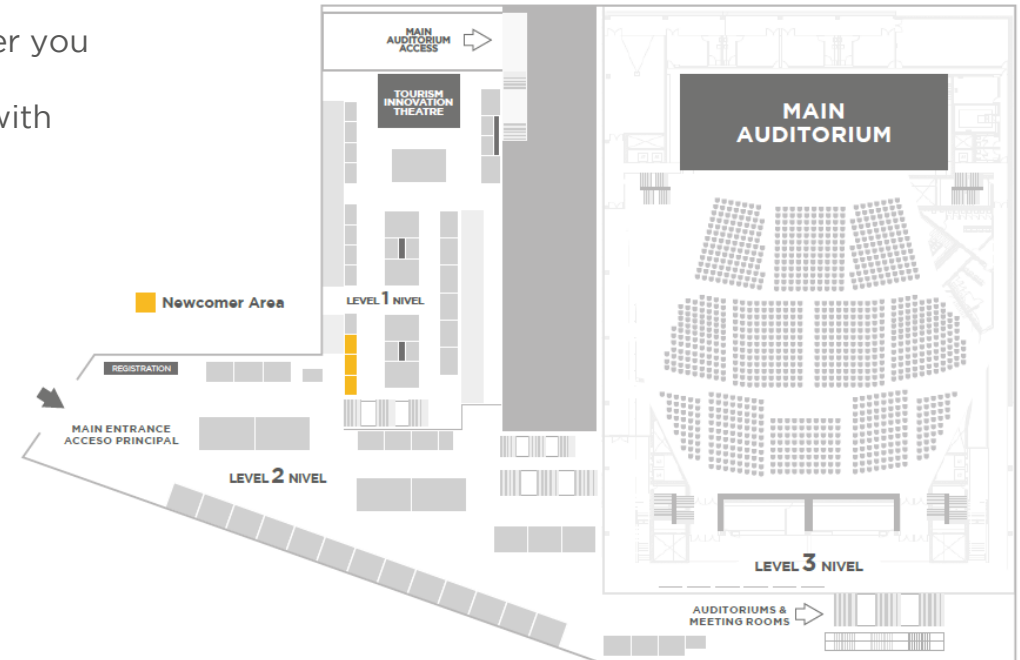 er you
with
MAIN
AUDITORIUM
ACCESS
TOURISM
INNOVATION
THEATRE
MAIN
AUDITORIUM
Newcomer Area
LEVEL 1 NIVEL
REGISTRATION
MAIN ENTRANCE
ACCESO PRINCIPAL
LEVEL 2 NIVEL
LEVEL 3 NIVEL
AUDITORIUMS &
MEETING ROOMS